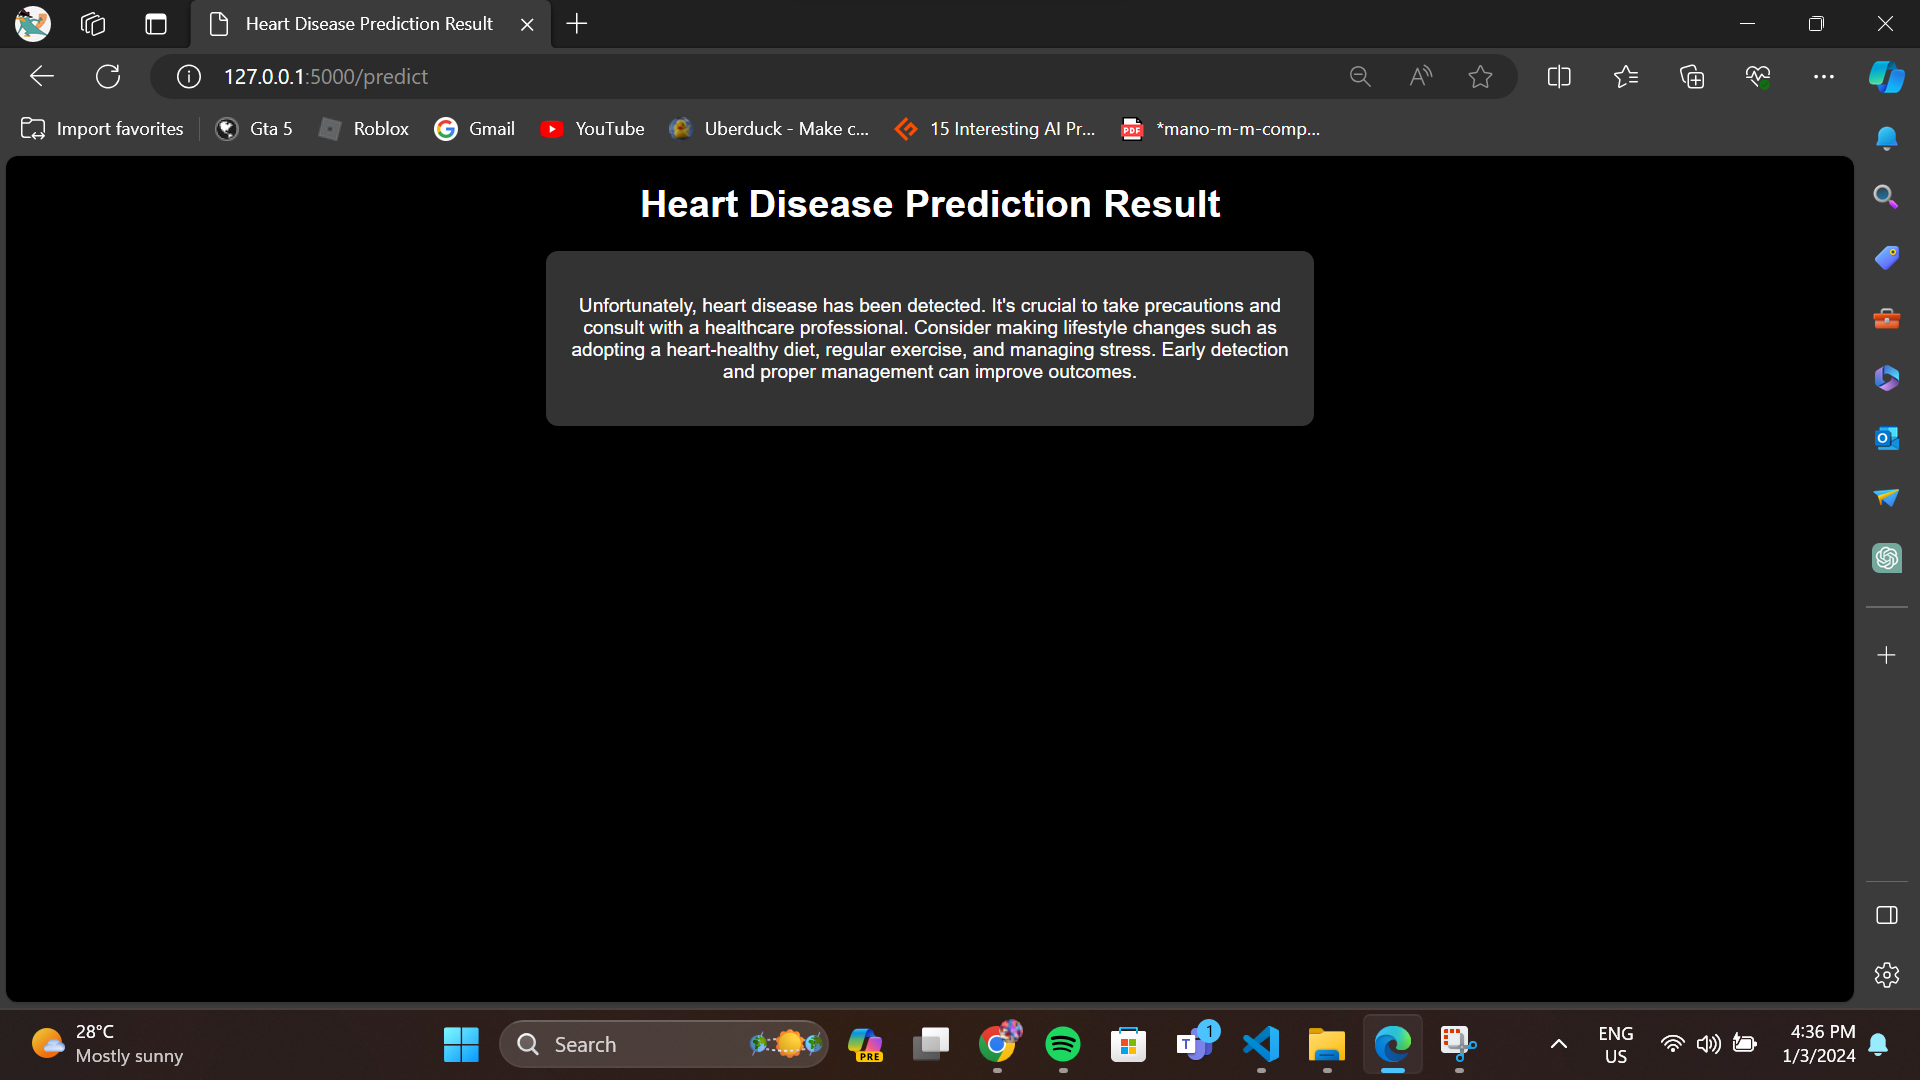 Heart Disease Prediction Result
127.0.0.1:5000/predict
Import favorites
Gta 5
Roblox
Gmail
YouTube
Uberduck - Make c...
15 Interesting AI Pr...
PDF
*mano-m-m-comp...
Heart Disease Prediction Result
Unfortunately, heart disease has been detected. It's crucial to take precautions and
consult with a healthcare professional. Consider making lifestyle changes such as
adopting a heart-healthy diet, regular exercise, and managing stress. Early detection
and proper management can improve outcomes.
28°C
Mostly sunny
Search
PRE
T
1
ENG
US
4:36 PM
1/3/2024